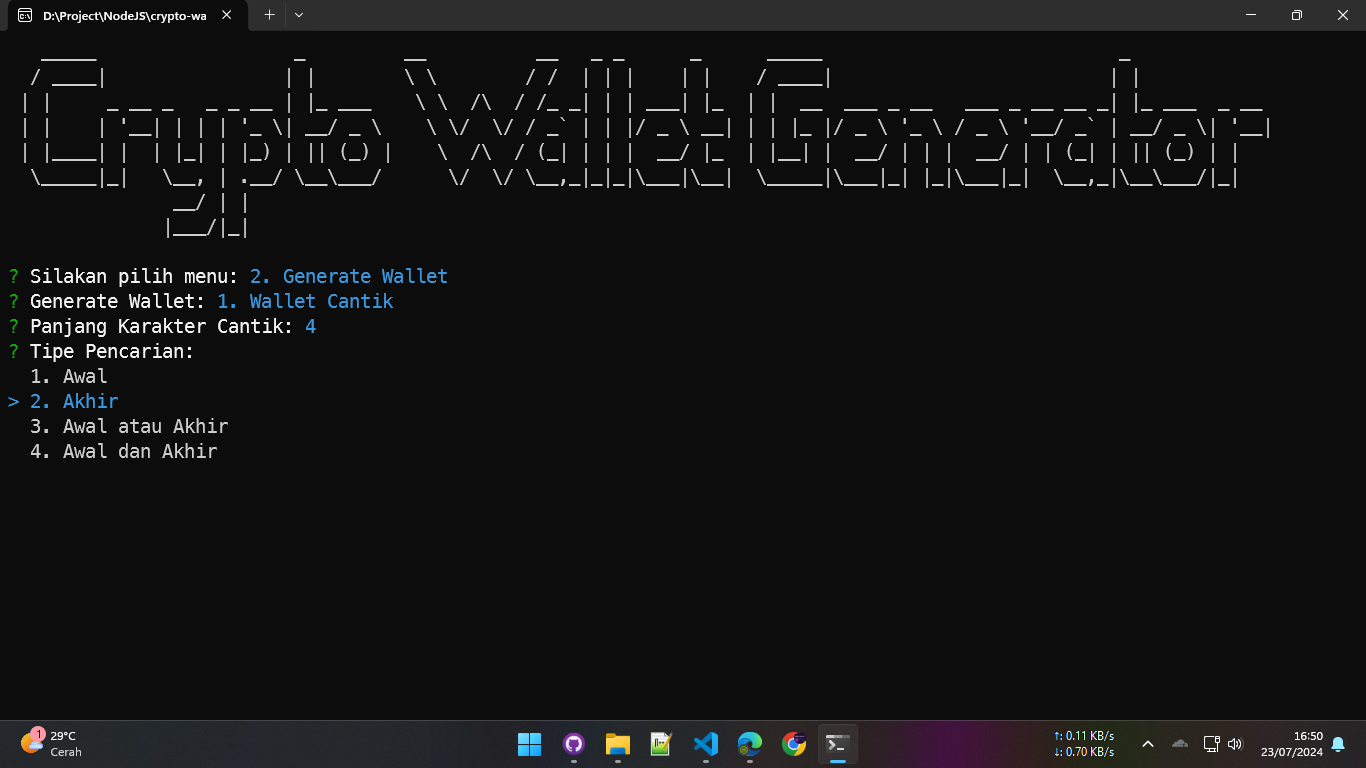 D:\Project\NodeJS\crypto-wa
Crypto Wallet Generator
? Silakan pilih menu: 2. Generate Wallet
? Generate Wallet: 1. Wallet Cantik
? Panjang Karakter Cantik: 4
? Tipe Pencarian:
1. Awal
> 2. Akhir
3. Awal atau Akhir
4. Awal dan Akhir
1
29°C
Cerah
↑: 0.11 KB/s
↓: 0.70 KB/s
16:50
23/07/2024